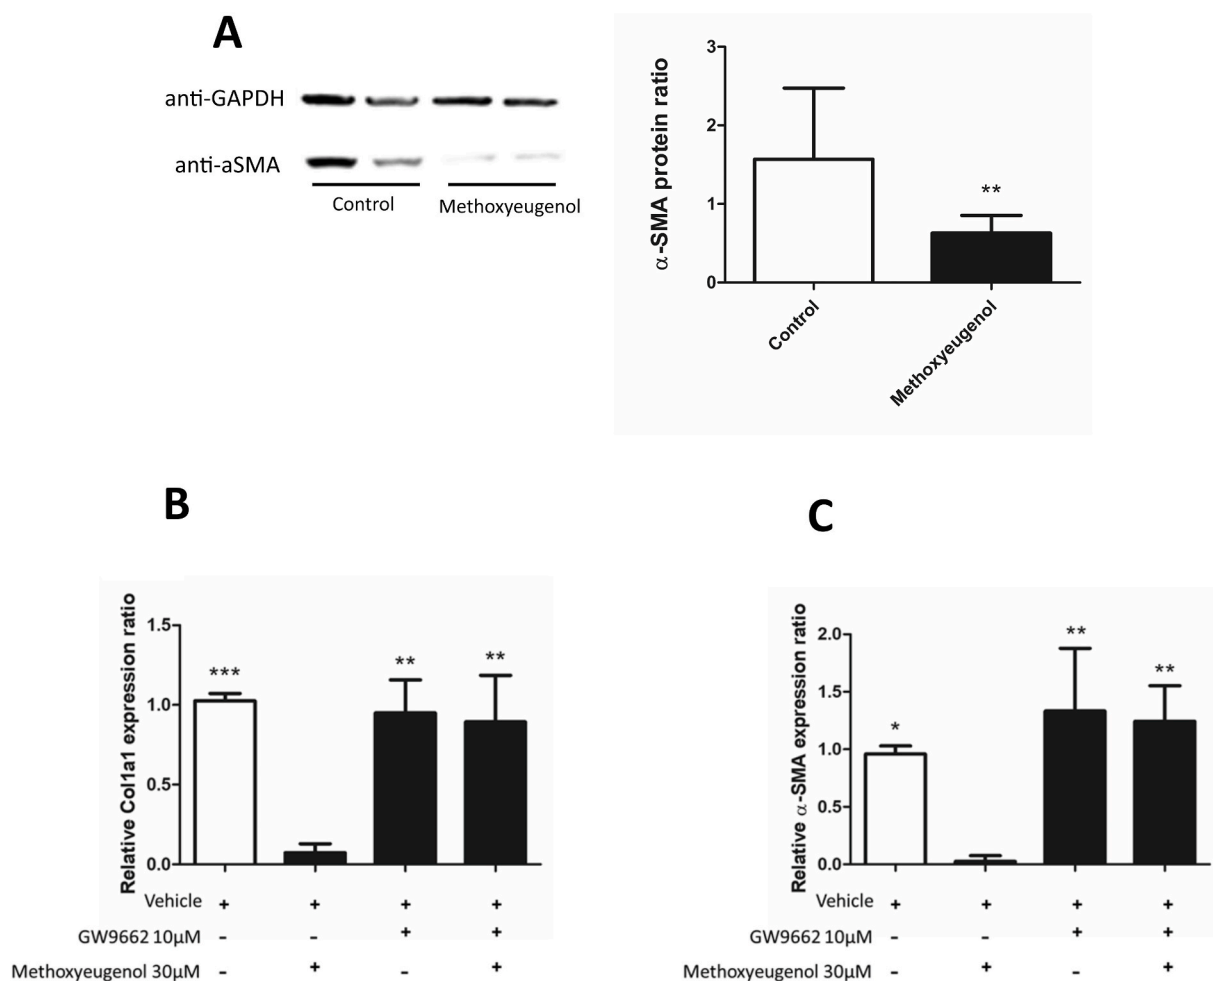 A
anti-GAPDH
anti-aSMA
Control
Methoxyeugenol
α-SMA protein ratio
3
2
1
0
**
Control
Methoxyeugenol
B
Relative Col1a1 expression ratio
1.5
1.0
0.5
0.0
***
**
**
Vehicle + + + +
GW9662 10µM - - + +
Methoxyeugenol 30µM - + - +
C
Relative α-SMA expression ratio
2.0
1.5
1.0
0.5
0.0
*
**
**
Vehicle + + + +
GW9662 10µM - - + +
Methoxyeugenol 30µM - + - +